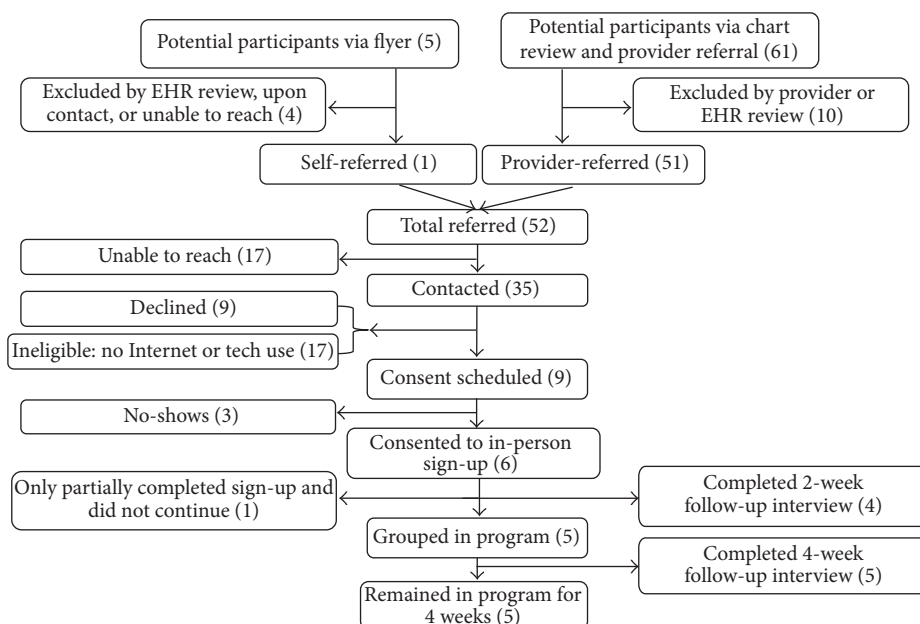 Potential participants via flyer (5)
Potential participants via chart
review and provider referral (61)
Excluded by EHR review, upon
contact, or unable to reach (4)
Excluded by provider or
EHR review (10)
Self-referred (1)
Provider-referred (51)
Total referred (52)
Unable to reach (17)
Contacted (35)
Declined (9)
Ineligible: no Internet or tech use (17)
Consent scheduled (9)
No-shows (3)
Consented to in-person
sign-up (6)
Only partially completed sign-up and
did not continue (1)
Completed 2-week
follow-up interview (4)
Grouped in program (5)
Completed 4-week
follow-up interview (5)
Remained in program for
4 weeks (5)